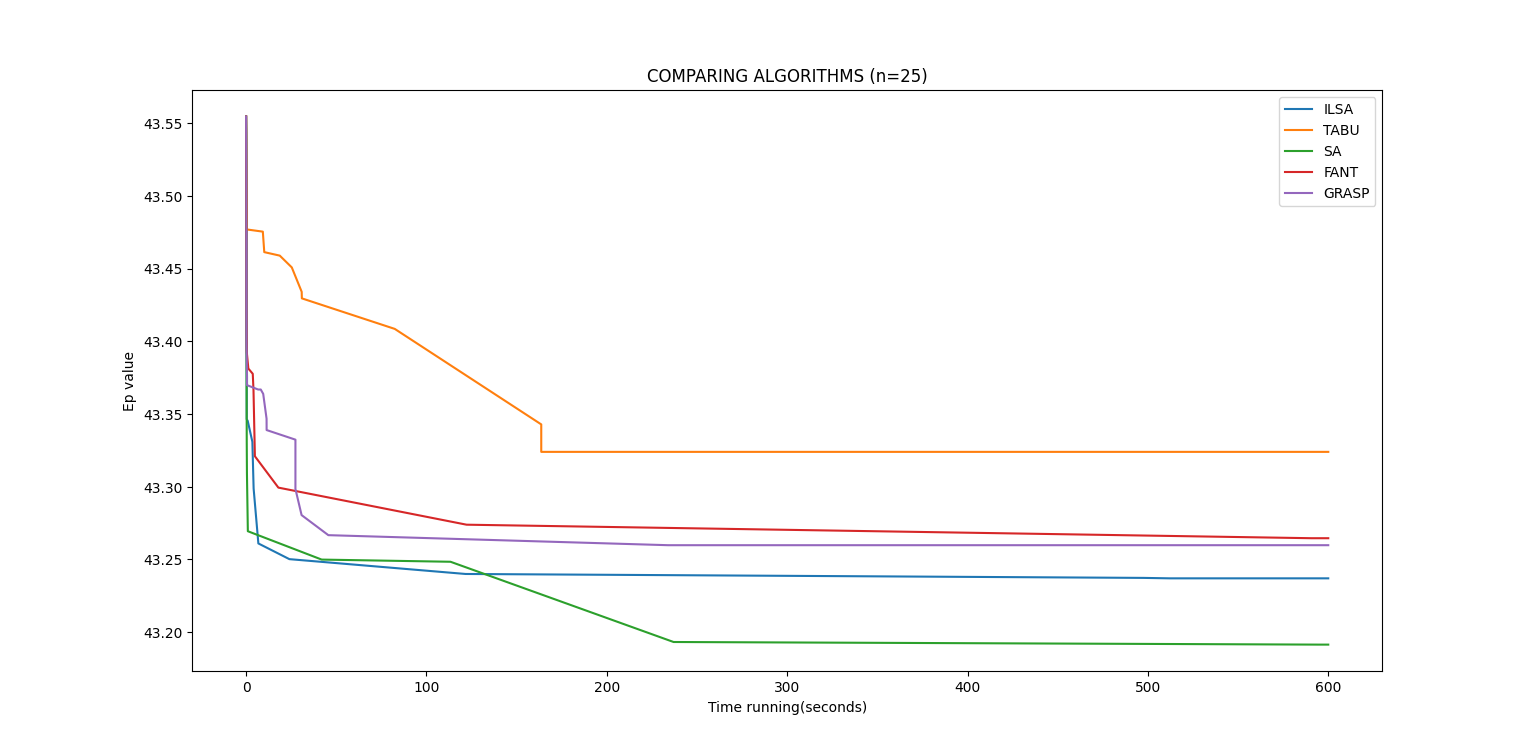 COMPARING ALGORITHMS (n=25)
ILSA
TABU
SA
FANT
GRASP
Ep value
43.55
43.50
43.45
43.40
43.35
43.30
43.25
43.20
0 100 200 300 400 500 600
Time running(seconds)